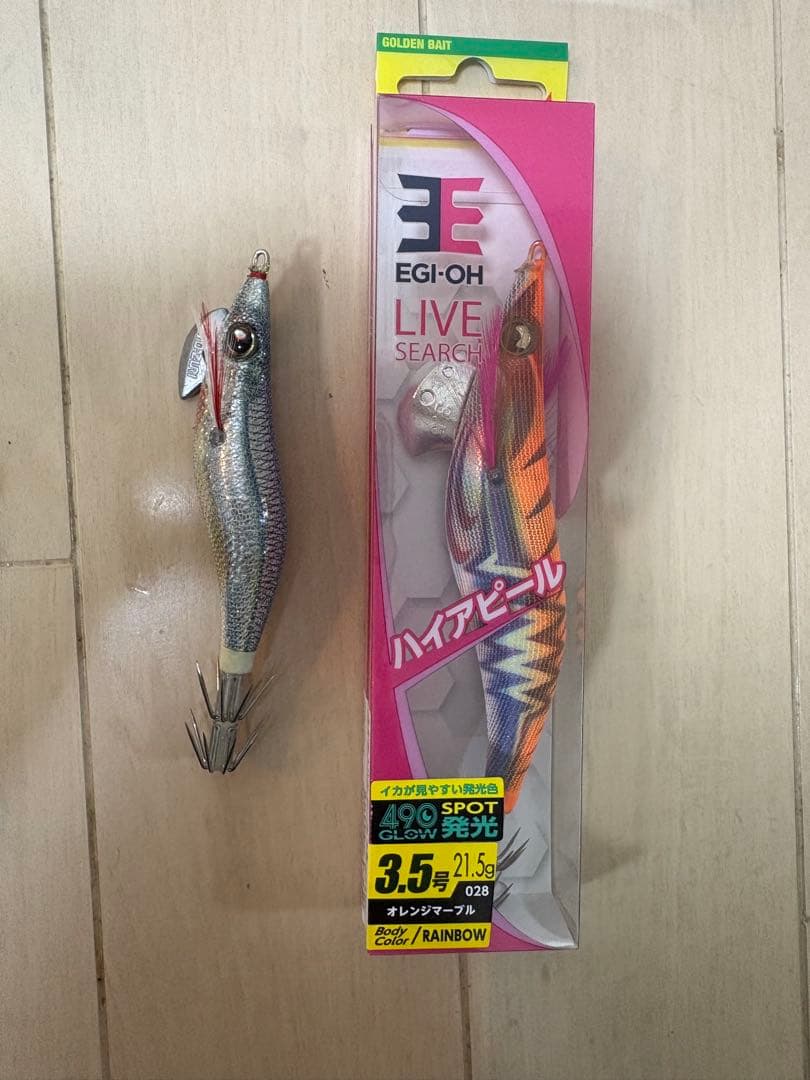 GOLDEN BAIT
EGI-OH
LIVE
SEARCH
ハイアピール
イカが見やすい発光色
490 SPOT
GLOW 発光
3.5号 21.5g
028
オレンジマーブル
Body Color / RAINBOW